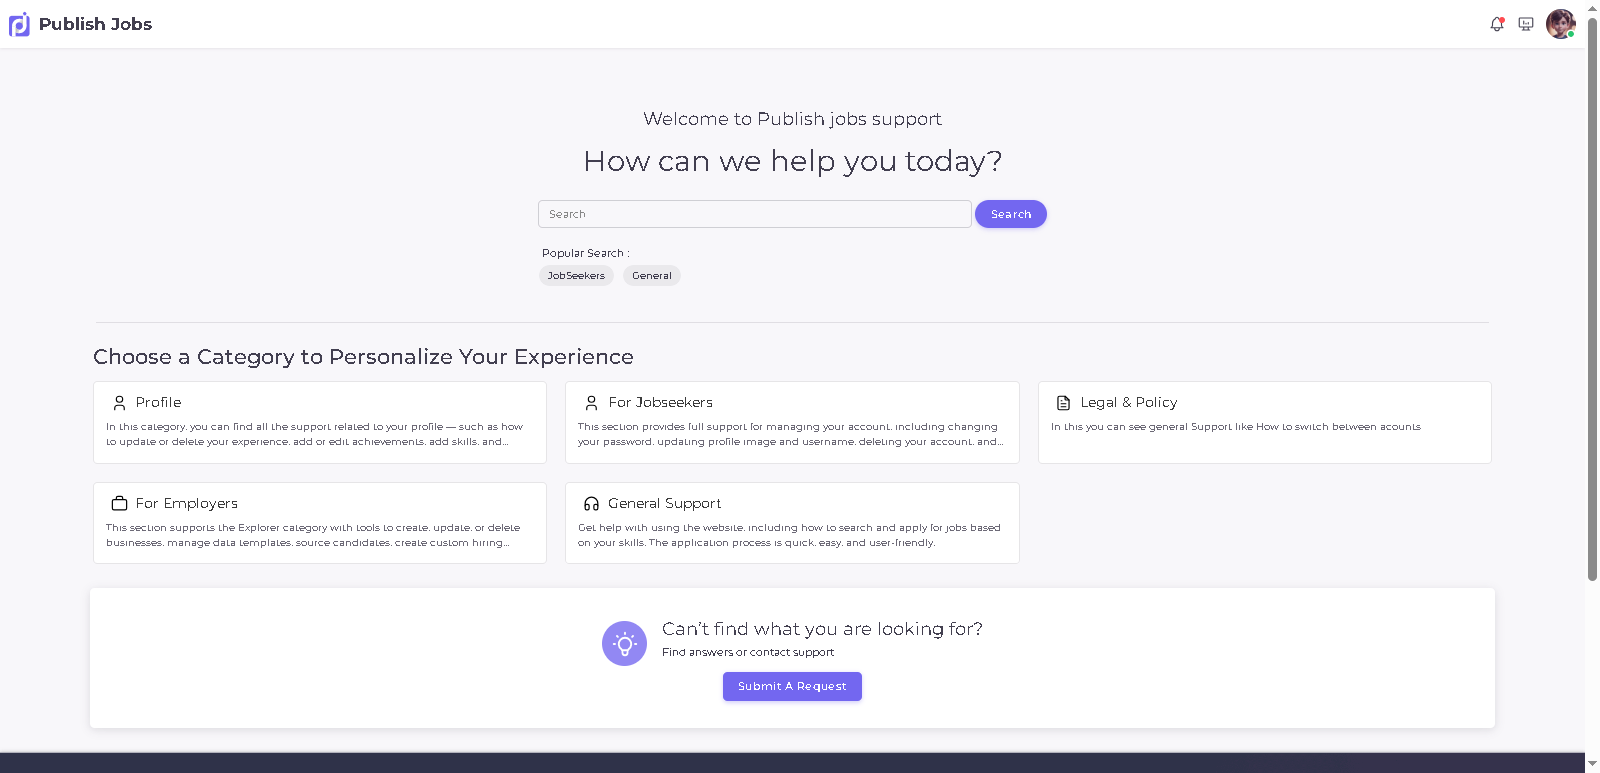 Publish Jobs
Welcome to Publish jobs support
How can we help you today?
Search
Search
Popular Search :
JobSeekers
General
Choose a Category to Personalize Your Experience
Profile
In this category, you can find all the support related to your profile — such as how
to update or delete your experience, add or edit achievements, add skills, and...
For Jobseekers
This section provides full support for managing your account, including changing
your password, updating profile image and username, deleting your account, and...
Legal & Policy
In this you can see general Support like How to switch between acounts
For Employers
This section supports the Explorer category with tools to create, update, or delete
businesses, manage data templates, source candidates, create custom hiring...
General Support
Get help with using the website, including how to search and apply for jobs based
on your skills. The application process is quick, easy, and user-friendly.
Can't find what you are looking for?
Find answers or contact support
Submit A Request